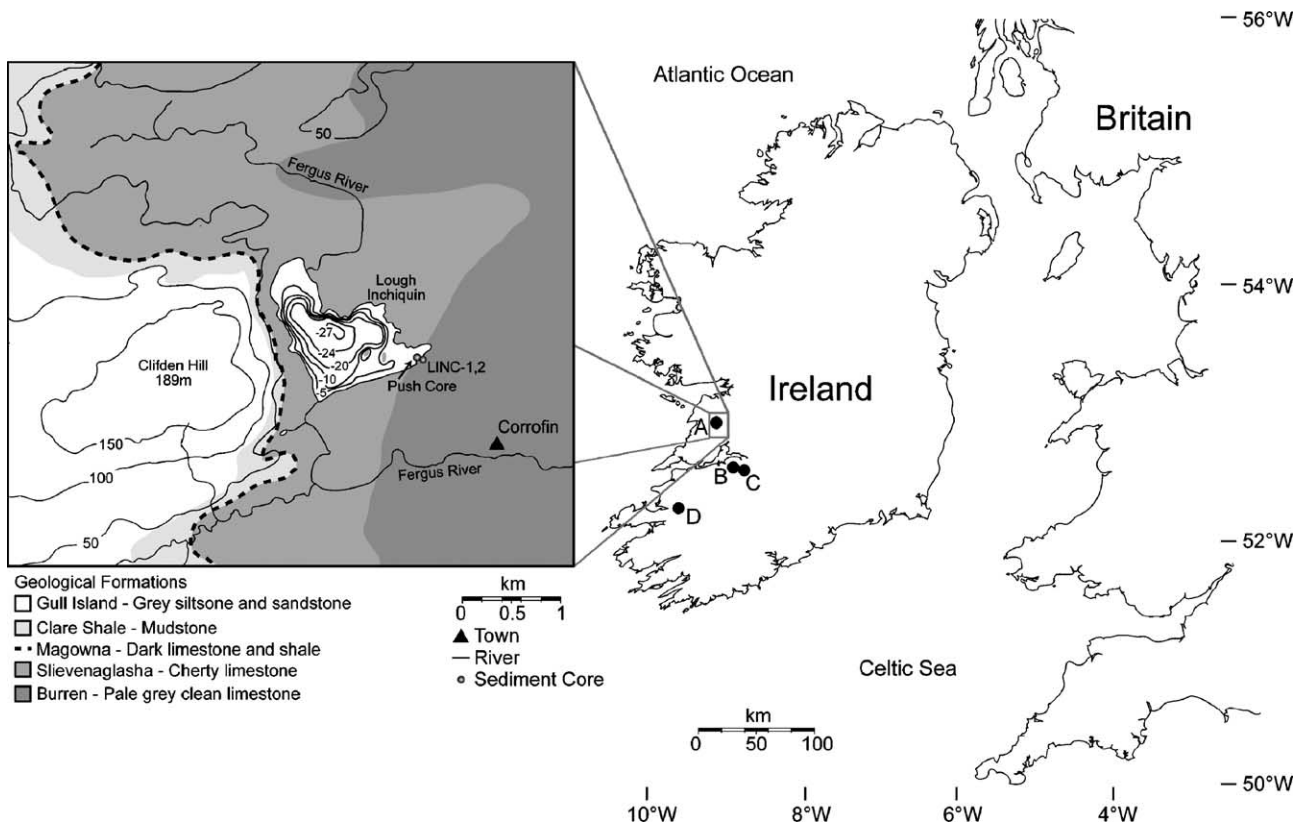 56°W
Atlantic Ocean
Britain
50
Fergus River
54°W
Lough
Inchiquin
-27
-24
-20
-10
-5
LINC-1,2
Push Core
Clifden Hill
189m
Ireland
A
Corrofin
150
Fergus River
100
B
C
D
50
52°W
Geological Formations
Gull Island - Grey siltsone and sandstone
Clare Shale - Mudstone
Magowna - Dark limestone and shale
Slievenaglasha - Cherty limestone
Burren - Pale grey clean limestone
km
0 0.5 1
Town
River
Sediment Core
Celtic Sea
km
0 50 100
50°W
10°W
8°W
6°W
4°W